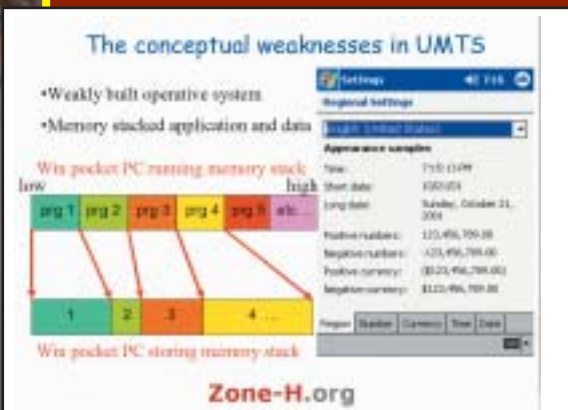 The conceptual weaknesses in UMTS
•Weakly built operative system
•Memory stacked application and data
Win pocket PC running memory stack
low
high
prg 1 prg 2 prg 3 prg 4 prg 5 etc...
1 2 3 4 ....
Win pocket PC storing memory stack
Settings 7:15
Regional Settings
English (United States)
Appearance samples
Time:
Short date:
Long date: Sunday, October 21, 2001
Positive numbers: 123,456,789.00
Negative numbers: -123,456,789.00
Positive currency:
Negative currency:
Region Number Currency Time Date
Zone-H.org